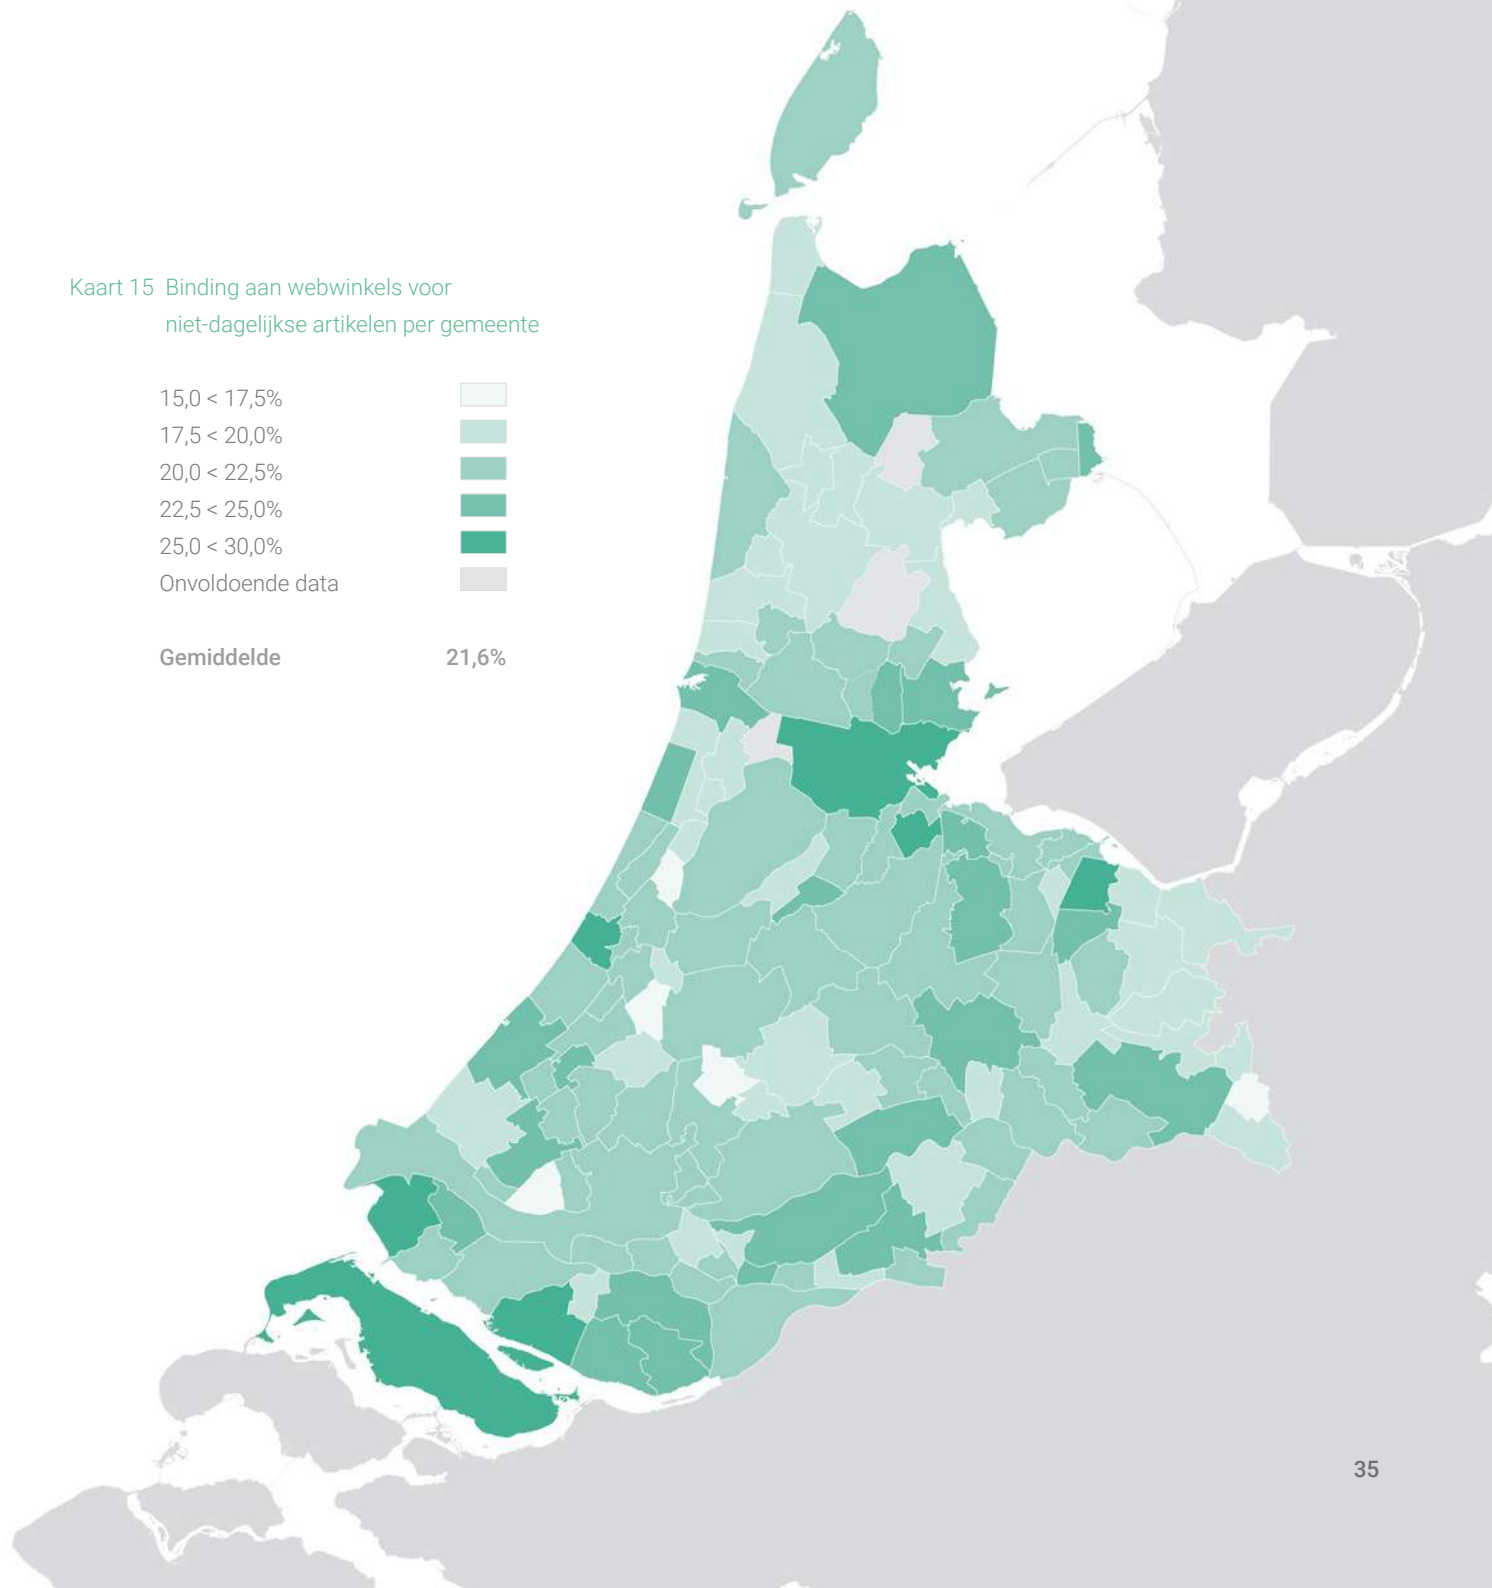 Kaart 15 Binding aan webwinkels voor
niet-dagelijkse artikelen per gemeente
15,0 < 17,5%
17,5 < 20,0%
20,0 < 22,5%
22,5 < 25,0%
25,0 < 30,0%
Onvoldoende data
Gemiddelde 21,6%
35